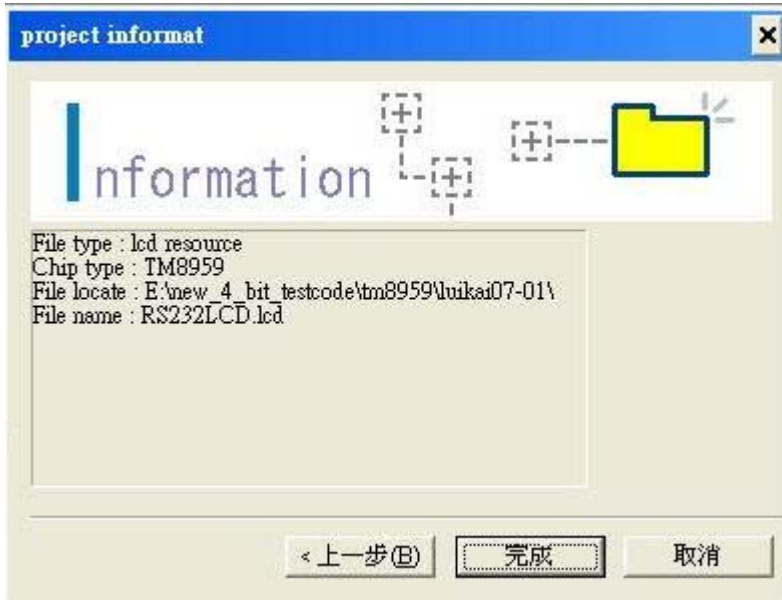 project informat
Information
File type : lcd resource
Chip type : TM8959
File locate : E:\new_4_bit_testcode\tm8959\luikai07-01\
File name : RS232LCD.lcd
<上一步(B)
完成
取消